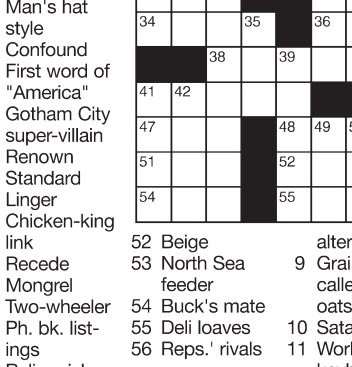 Man's hat
style
Confound
First word of
"America"
Gotham City
super-villain
Renown
Standard
Linger
Chicken-king
link
Recede
Mongrel
Two-wheeler
Ph. bk. list-
ings
34 35 36
38 39
41 42
47 48 49
51 52
54 55
52 Beige
53 North Sea
feeder
54 Buck's mate
55 Deli loaves
56 Reps.' rivals
alter
9 Grai
calle
oats
10 Sata
11 Worl